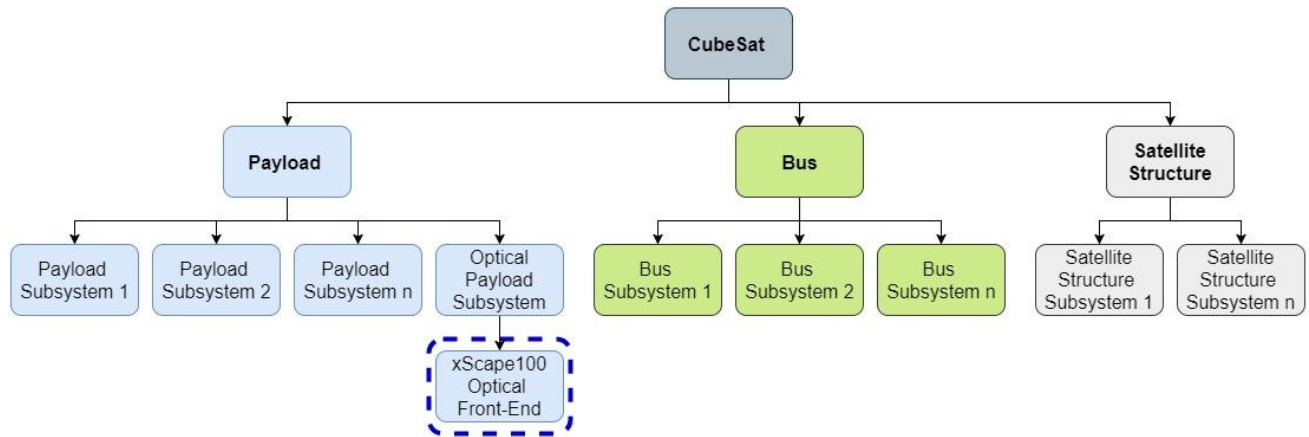 CubeSat
Payload
Bus
Satellite
Structure
Payload
Subsystem 1
Payload
Subsystem 2
Payload
Subsystem n
Optical
Payload
Subsystem
Bus
Subsystem 1
Bus
Subsystem 2
Bus
Subsystem n
Satellite
Structure
Subsystem 1
Satellite
Structure
Subsystem n
xScape100
Optical
Front-End